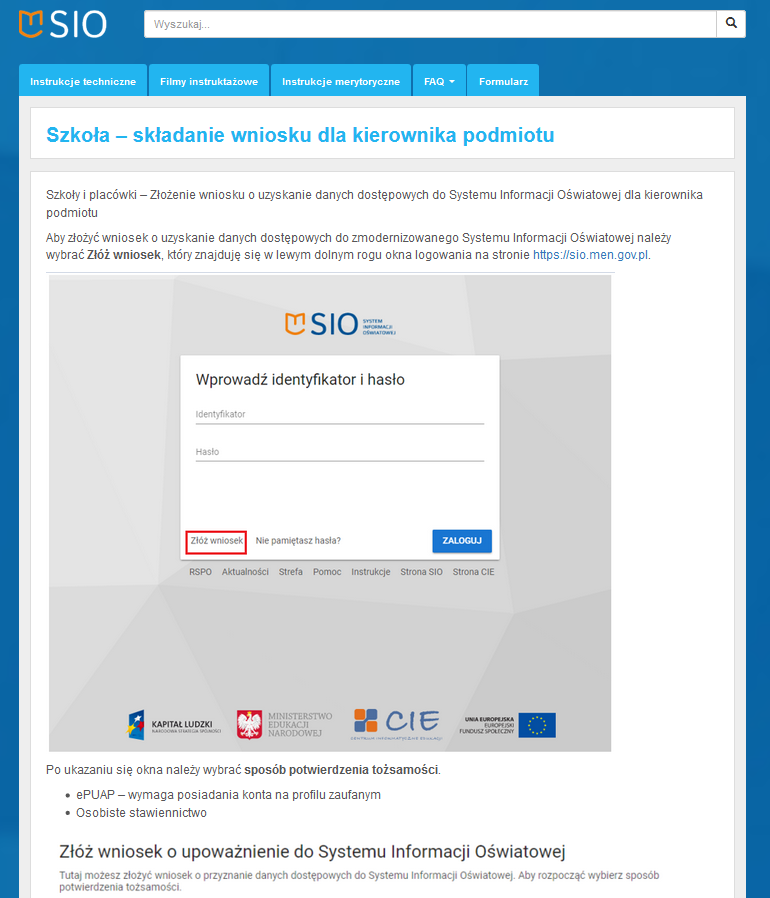 SIO
Wyszukaj...
Instrukcje techniczne
Filmy instruktażowe
Instrukcje merytoryczne
FAQ
Formularz
Szkoła – składanie wniosku dla kierownika podmiotu
Szkoły i placówki – Złożenie wniosku o uzyskanie danych dostępowych do Systemu Informacji Oświatowej dla kierownika
podmiotu
Aby złożyć wniosek o uzyskanie danych dostępowych do zmodernizowanego Systemu Informacji Oświatowej należy
wybrać Złóż wniosek, który znajduję się w lewym dolnym rogu okna logowania na stronie https://sio.men.gov.pl.
SIO
SYSTEM
INFORMACJI
OŚWIATOWEJ
Wprowadź identyfikator i hasło
Identyfikator
Hasło
Złóż wniosek
Nie pamiętasz hasła?
ZALOGUJ
RSPO Aktualności Strefa Pomoc Instrukcje Strona SIO Strona CIE
KAPITAŁ LUDZKI
NARODOWA STRATEGIA SPÓJNOŚCI
MINISTERSTWO
EDUKACJI
NARODOWEJ
CIE
CENTRUM INFORMATYCZNE EDUKACJI
UNIA EUROPEJSKA
EUROPEJSKI
FUNDUSZ SPOŁECZNY
Po ukazaniu się okna należy wybrać sposób potwierdzenia tożsamości.
ePUAP – wymaga posiadania konta na profilu zaufanym
Osobiste stawiennictwo
Złóż wniosek o upoważnienie do Systemu Informacji Oświatowej
Tutaj możesz złożyć wniosek o przyznanie danych dostępowych do Systemu Informacji Oświatowej. Aby rozpocząć wybierz sposób
potwierdzenia tożsamości.